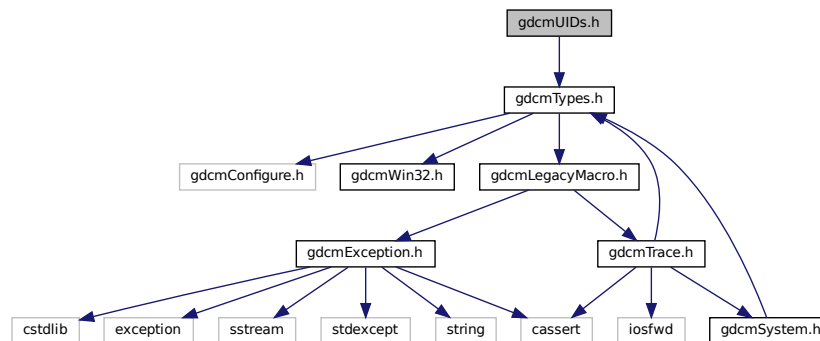 gdcmUIDs.h
gdcmTypes.h
gdcmConfigure.h
gdcmWin32.h
gdcmLegacyMacro.h
gdcmException.h
gdcmTrace.h
cstdlib
exception
sstream
stdexcept
string
cassert
iosfwd
gdcmSystem.h